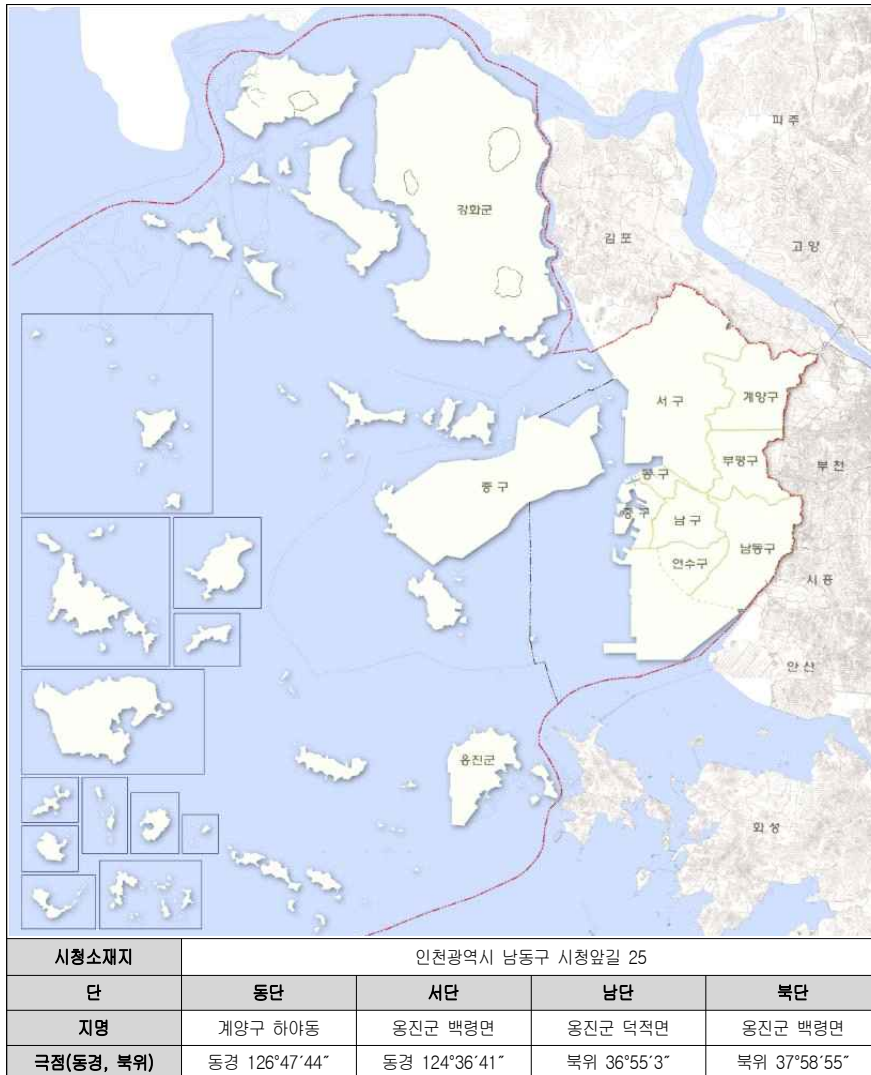 파 주
강화군
김 포
고 양
서 구
계양구
부평구
부 천
동 구
중 구
중 구
남 구
남동구
연수구
시 흥
안 산
옹진군
화 성
시청소재지 인천광역시 남동구 시청앞길 25
단 동단 서단 남단 북단
지명 계양구 하야동 옹진군 백령면 옹진군 덕적면 옹진군 백령면
극점(동경, 북위) 동경 126°47′44″ 동경 124°36′41″ 북위 36°55′3″ 북위 37°58′55″